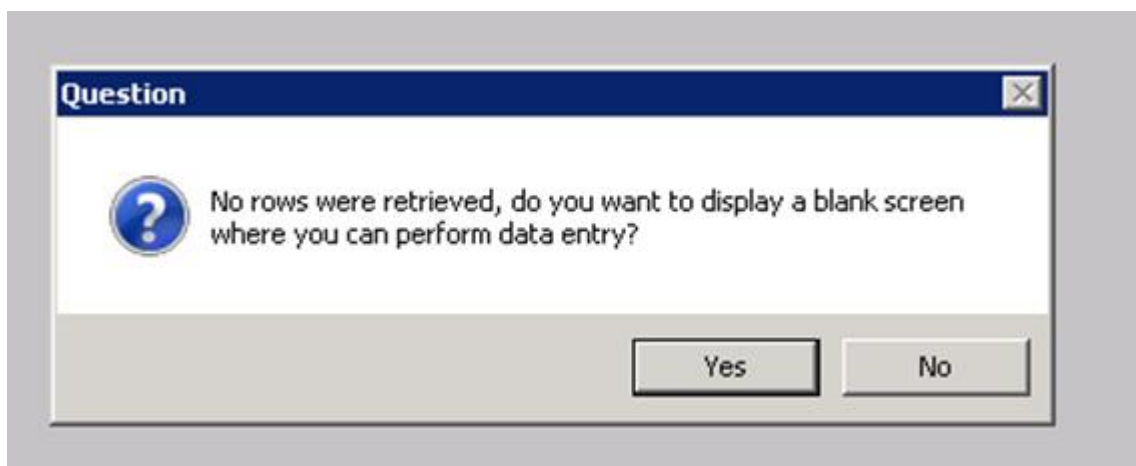 Question
No rows were retrieved, do you want to display a blank screen
where you can perform data entry?
Yes No